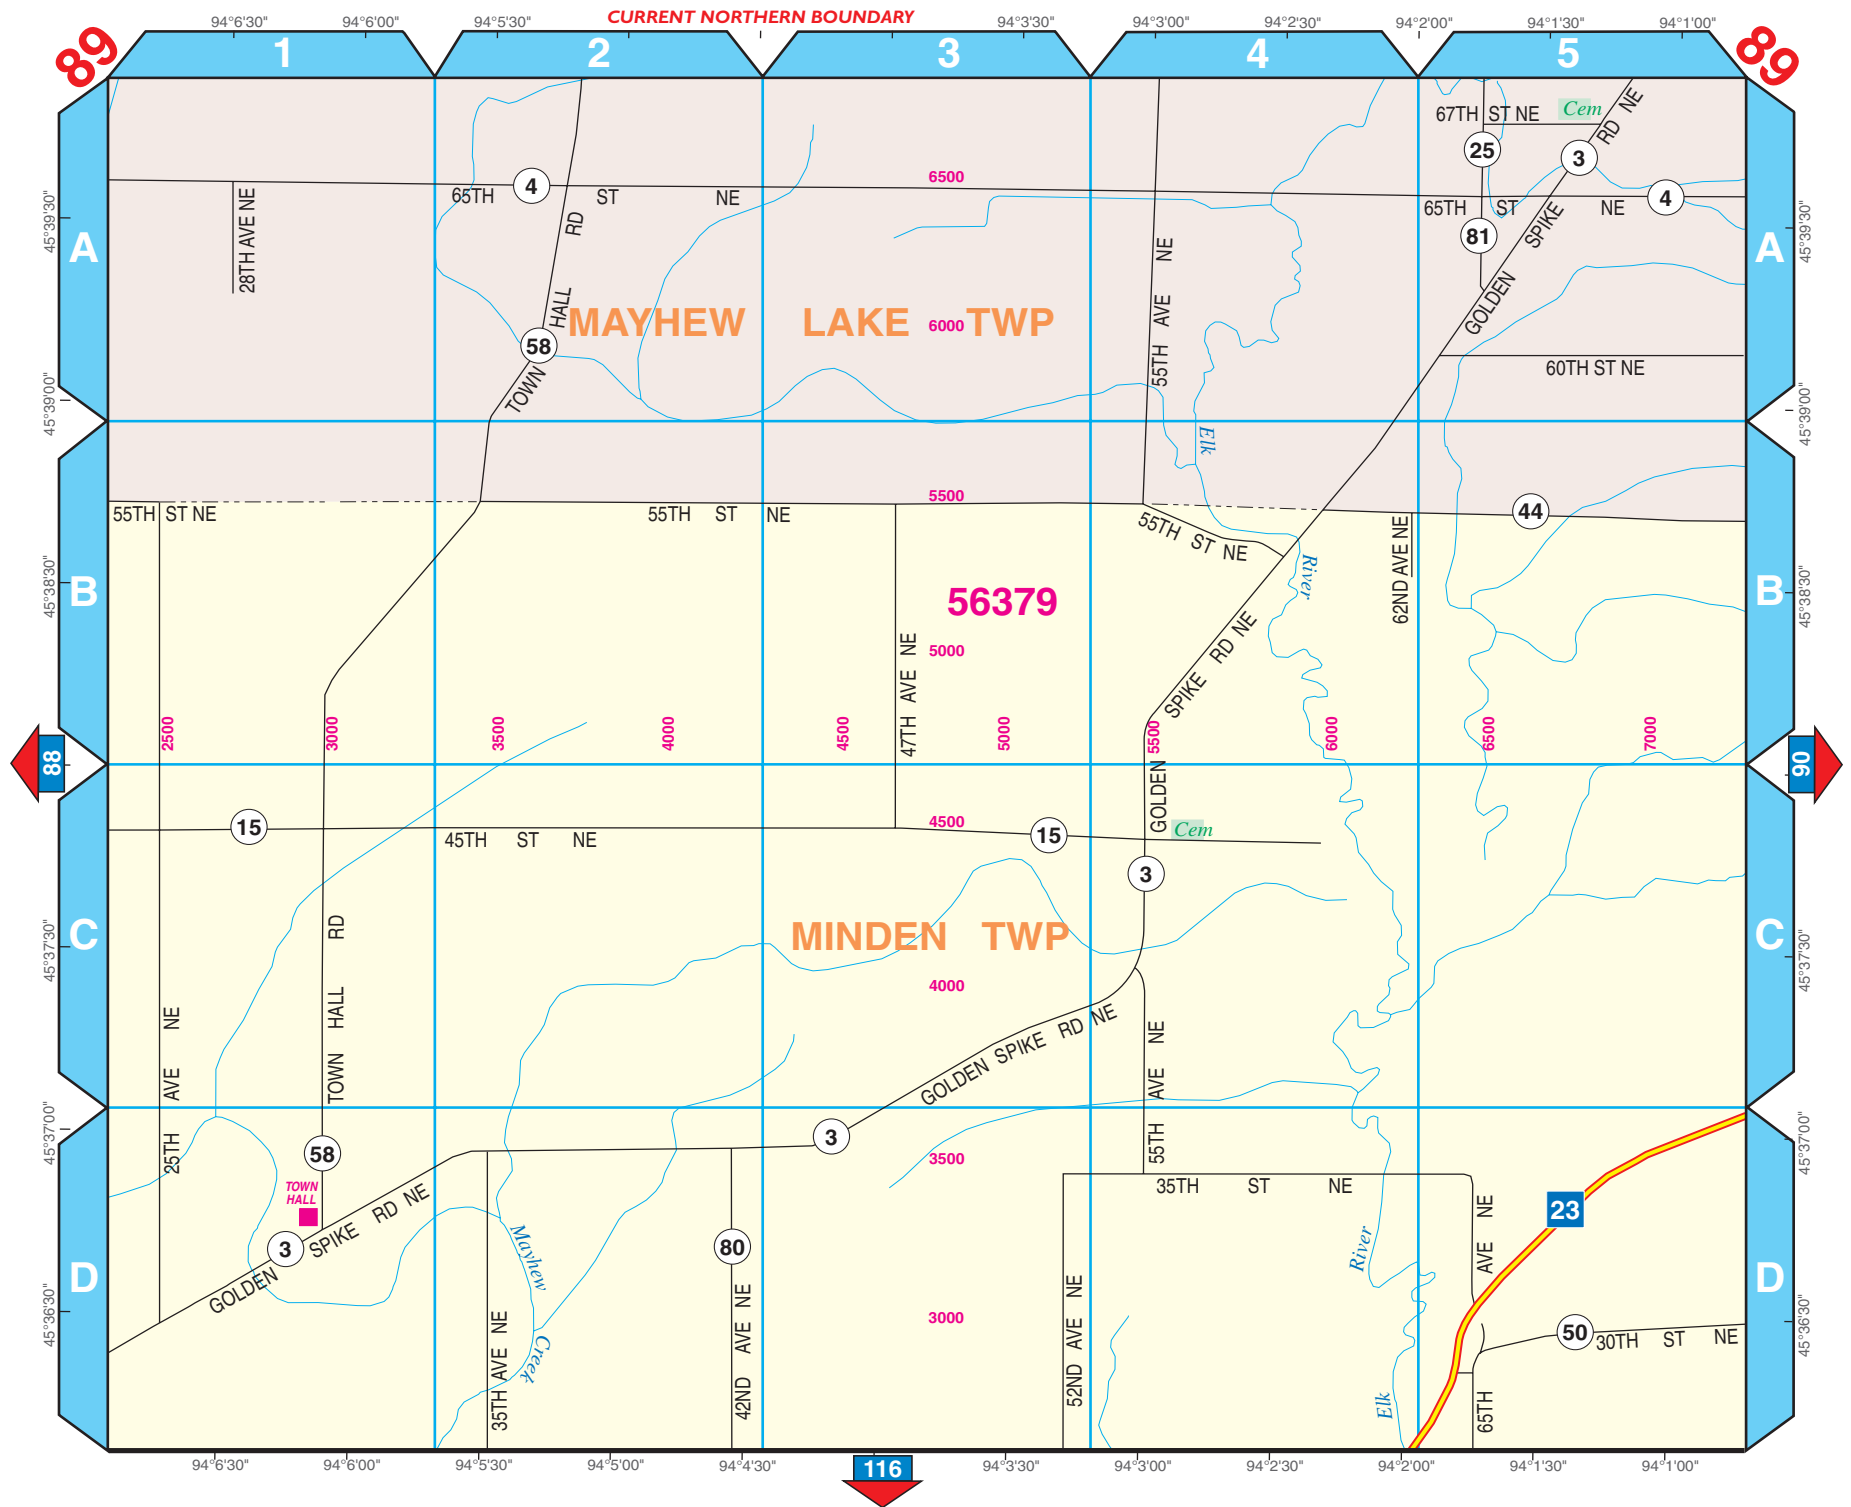 CURRENT NORTHERN BOUNDARY
94°6'30" 94°6'00" 94°5'30" 94°3'30" 94°3'00" 94°2'30" 94°2'00" 94°1'30" 94°1'00"
89 1 2 3 4 5 89
67TH ST NE Cem
25 3 RD NE
65TH 4 ST NE 6500
65TH ST NE 4
81 SPIKE
GOLDEN
28TH AVE NE
RD
HALL
58
TOWN
55TH AVE NE
45°39'30" A A 45°39'30"
MAYHEW LAKE TWP
6000
60TH ST NE
45°39'00" 45°39'00"
Elk
5500
44
55TH ST NE 55TH ST NE
55TH ST NE
62ND AVE NE
River
45°38'30" B B 45°38'30"
56379
47TH AVE NE
5000
SPIKE RD NE
2500 3000 3500 4000 4500 5000 5500 6000 6500 7000
88 90
GOLDEN
15 4500 15 Cem
45TH ST NE
3
TOWN HALL RD
MINDEN TWP
45°37'30" C C 45°37'30"
4000
25TH AVE NE
GOLDEN SPIKE RD NE
55TH AVE NE
45°37'00" 45°37'00"
3
58
3500
TOWN
HALL
35TH ST NE
AVE NE
23
3
GOLDEN SPIKE RD NE
Mayhew
80
River
D D
45°36'30" 45°36'30"
3000
50 30TH ST NE
35TH AVE NE
Creek
42ND AVE NE
52ND AVE NE
Elk
65TH
94°6'30" 94°6'00" 94°5'30" 94°5'00" 94°4'30" 94°3'30" 94°3'00" 94°2'30" 94°2'00" 94°1'30" 94°1'00"
116